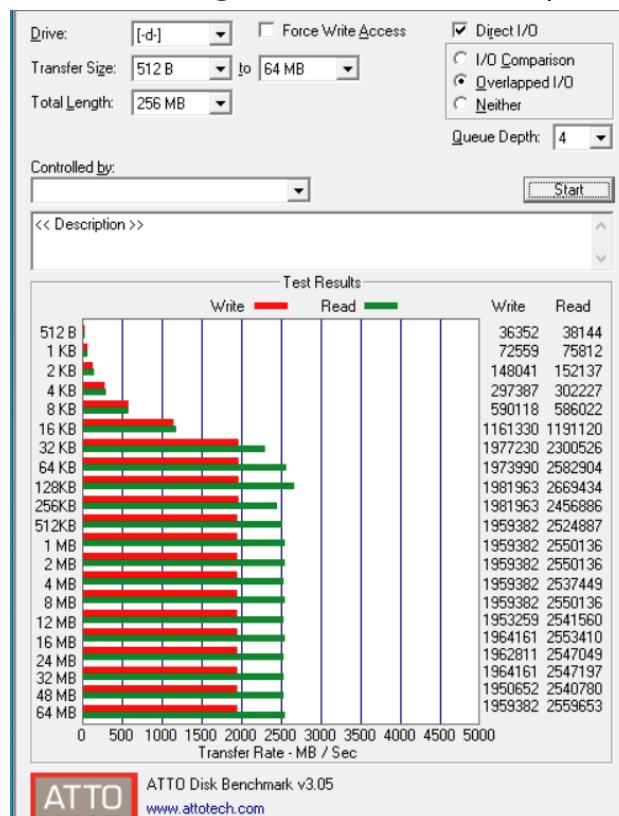 Drive: [-d-] Force Write Access Direct I/O
Transfer Size: 512 B to 64 MB I/O Comparison
Overlapped I/O
Total Length: 256 MB Neither
Queue Depth: 4
Controlled by:
Start
<< Description >>
Test Results
Write Read Write Read
512 B 36352 38144
1 KB 72559 75812
2 KB 148041 152137
4 KB 297387 302227
8 KB 590118 586022
16 KB 1161330 1191120
32 KB 1977230 2300526
64 KB 1973990 2582904
128KB 1981963 2669434
256KB 1981963 2456886
512KB 1959382 2524887
1 MB 1959382 2550136
2 MB 1959382 2550136
4 MB 1959382 2537449
8 MB 1959382 2550136
12 MB 1953259 2541560
16 MB 1964161 2553410
24 MB 1962811 2547049
32 MB 1964161 2547197
48 MB 1950652 2540780
64 MB 1959382 2559653
0 500 1000 1500 2000 2500 3000 3500 4000 4500 5000
Transfer Rate - MB / Sec
ATTO
ATTO Disk Benchmark v3.05
www.attotech.com